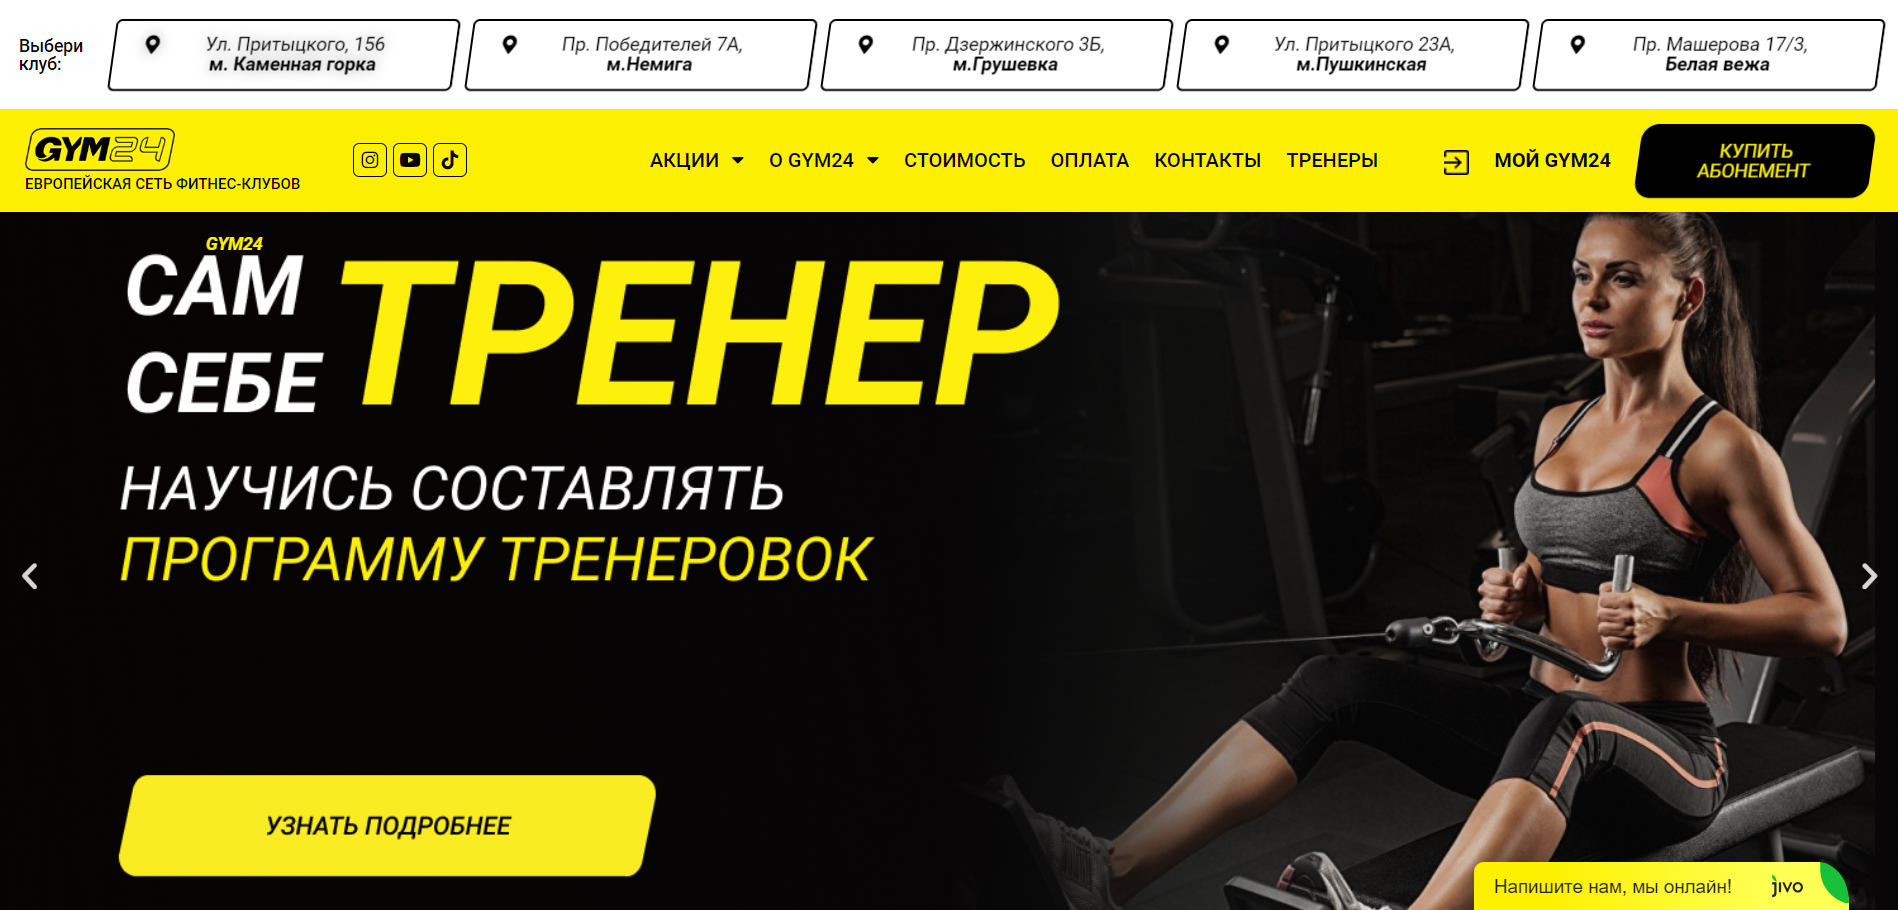 Выбери
клуб:
Ул. Притыцкого, 156
м. Каменная горка
Пр. Победителей 7А,
м.Немига
Пр. Дзержинского 3Б,
м.Грушевка
Ул. Притыцкого 23А,
м.Пушкинская
Пр. Машерова 17/3,
Белая вежа
GYM24
ЕВРОПЕЙСКАЯ СЕТЬ ФИТНЕС-КЛУБОВ
АКЦИИ
О GYM24
СТОИМОСТЬ
ОПЛАТА
КОНТАКТЫ
ТРЕНЕРЫ
МОЙ GYM24
КУПИТЬ
АБОНЕМЕНТ
GYM24
САМ
СЕБЕ
ТРЕНЕР
НАУЧИСЬ СОСТАВЛЯТЬ
ПРОГРАММУ ТРЕНЕРОВОК
УЗНАТЬ ПОДРОБНЕЕ
Напишите нам, мы онлайн!
jivo